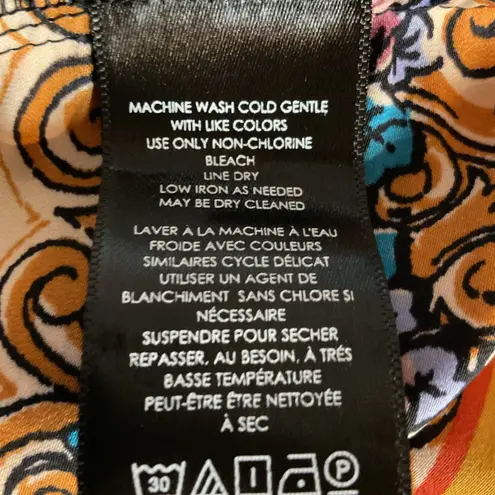 MACHINE WASH COLD GENTLE
WITH LIKE COLORS
USE ONLY NON-CHLORINE
BLEACH
LINE DRY
LOW IRON AS NEEDED
MAY BE DRY CLEANED
LAVER À LA MACHINE À L'EAU
FROIDE AVEC COULEURS
SIMILAIRES CYCLE DÉLICAT
UTILISER UN AGENT DE
BLANCHIMENT SANS CHLORE SI
NÉCESSAIRE
SUSPENDRE POUR SECHER
REPASSER, AU BESOIN, À TRÉS
BASSE TEMPÉRATURE
PEUT-ÊTRE ÊTRE NETTOYÉE
À SEC
30 P